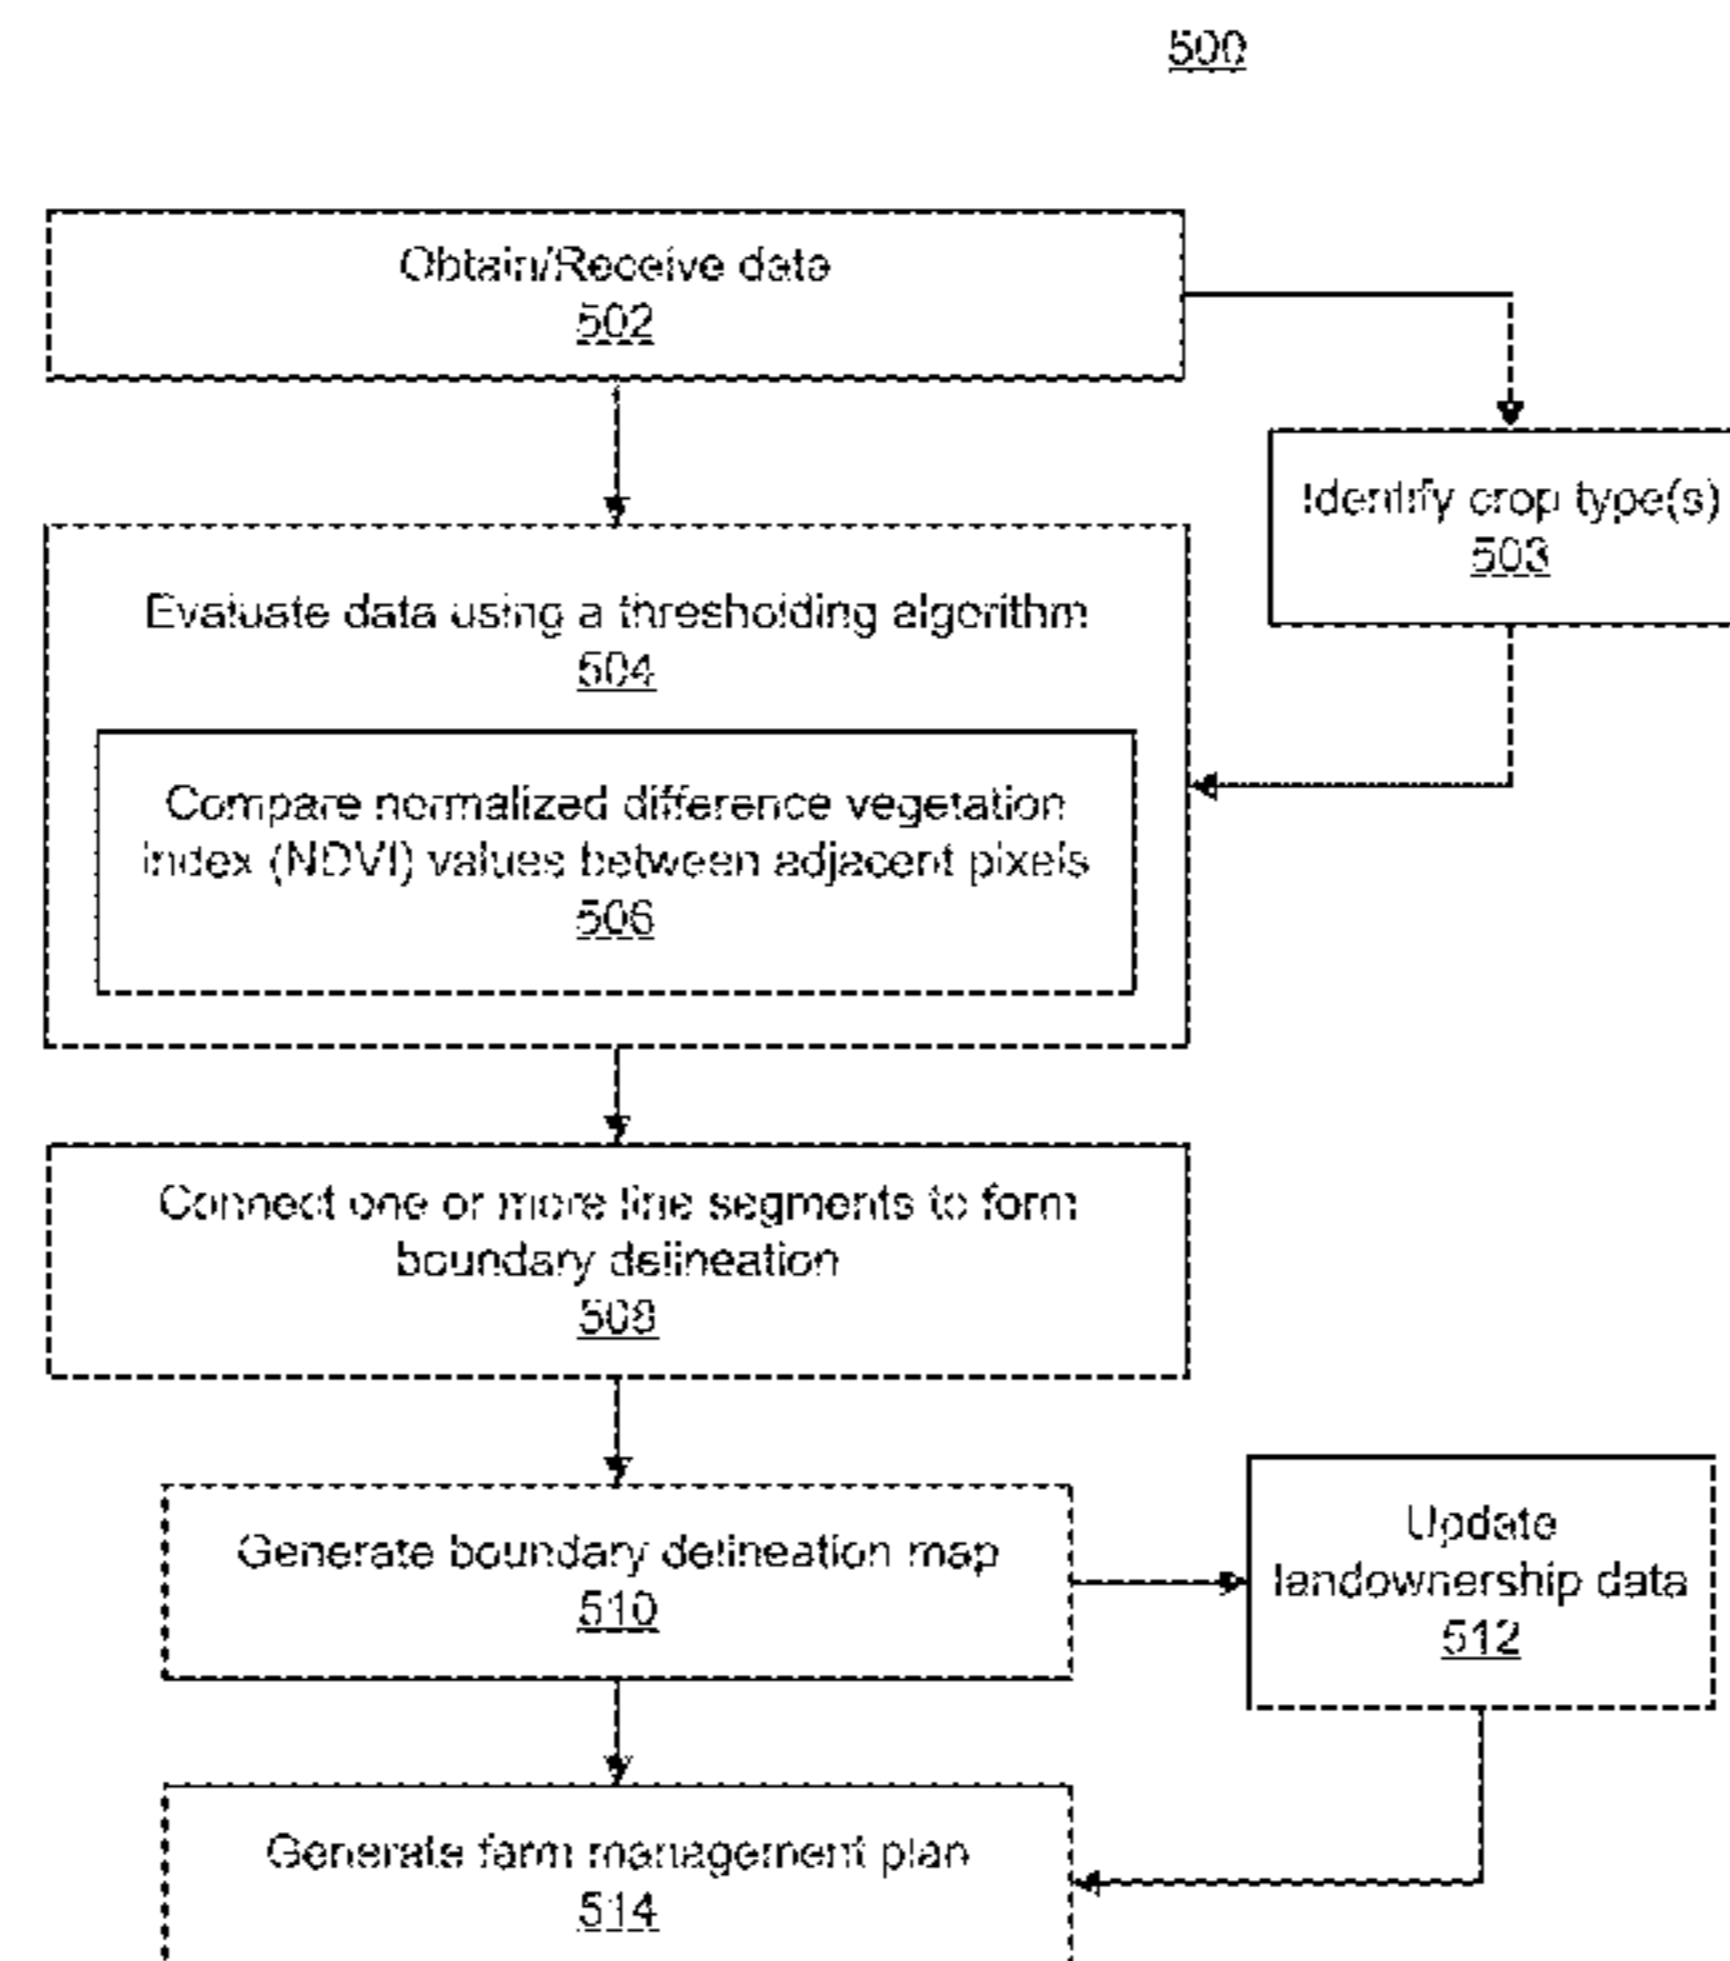 500
Obtain/Receive data
502
Identify crop type(s)
503
Evaluate data using a thresholding algorithm
504
Compare normalized difference vegetation
index (NDVI) values between adjacent pixels
506
Connect one or more line segments to form
boundary delineation
508
Generate boundary delineation map
510
Update
landownership data
512
Generate farm management plan
514